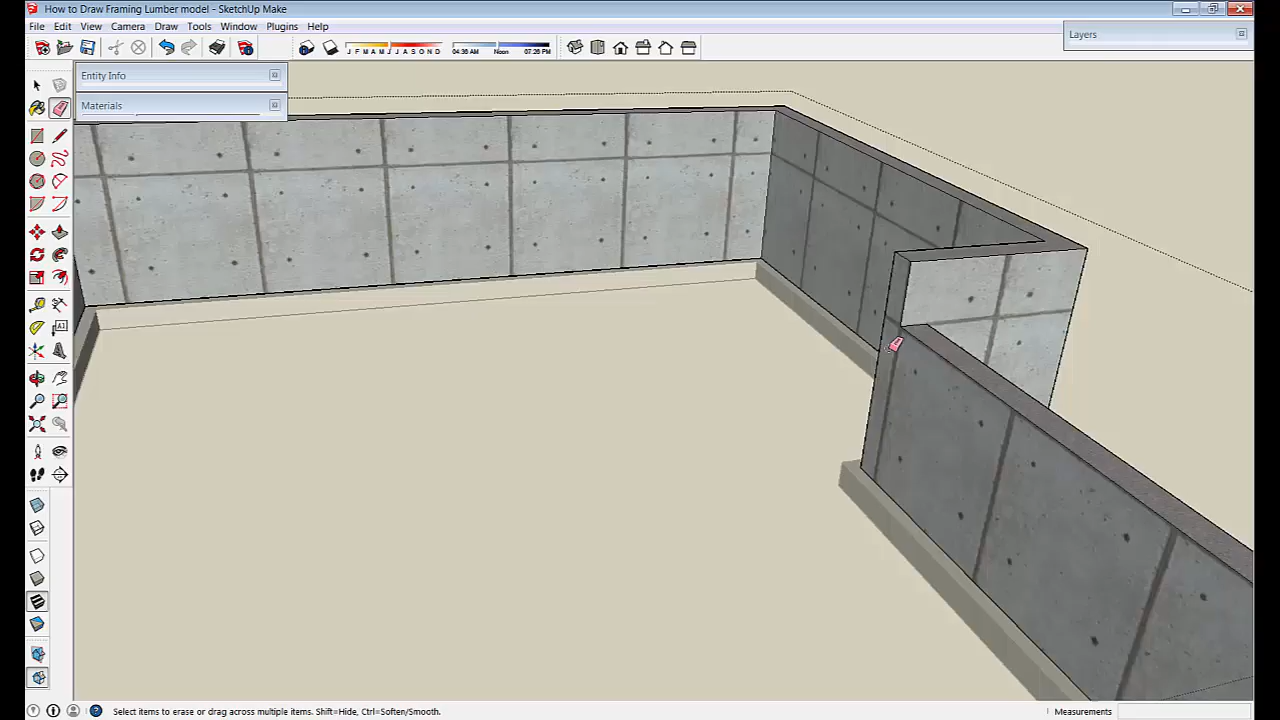 How to Draw Framing Lumber model - SketchUp Make
File Edit View Camera Draw Tools Window Plugins Help
J F M A M J J A S O N D 04:36 AM Noon 07:26 PM
Layers
Entity Info
Materials
A1
Select items to erase or drag across multiple items. Shift=Hide, Ctrl=Soften/Smooth.
Measurements